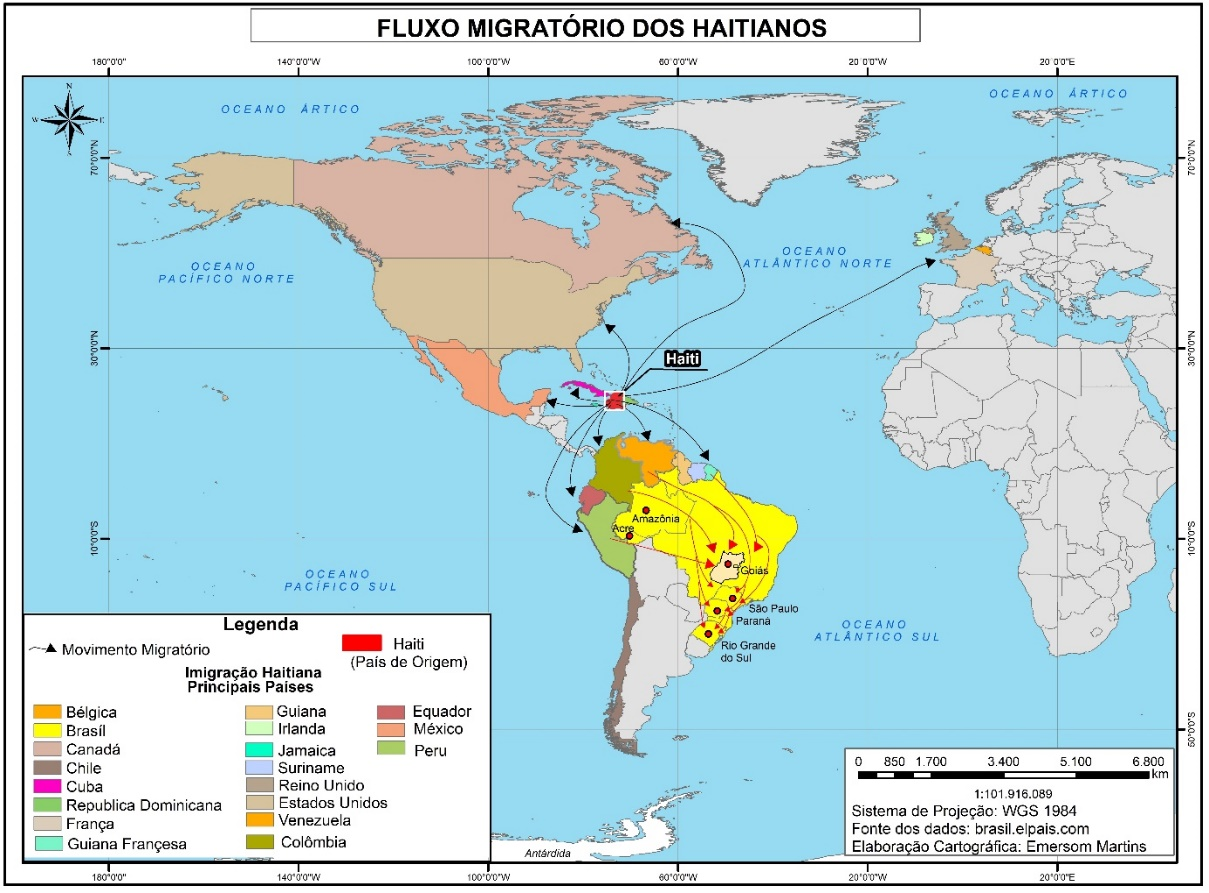 FLUXO MIGRATÓRIO DOS HAITIANOS
180°0'0"W 140°0'0"W 100°0'0"W 60°0'0"W 20°0'0"W 20°0'0"E
N
W E
S
OCEANO ÁRTICO
OCEANO ÁRTICO
70°0'0"N
70°0'0"N
OCEANO
PACÍFICO NORTE
OCEANO
ATLÂNTICO NORTE
30°0'0"N
30°0'0"N
Haiti
Amazônia
Acre
10°0'0"S
10°0'0"S
Goiás
São Paulo
Paraná
Rio Grande
do Sul
OCEANO
PACÍFICO SUL
OCEANO
ATLÂNTICO SUL
50°0'0"S
Legenda
Movimento Migratório
Haiti
(País de Origem)
Imigração Haitiana
Principais Países
Bélgica
Brasíl
Canadá
Chile
Cuba
Republica Dominicana
França
Guiana Françesa
Guiana
Irlanda
Jamaica
Suriname
Reino Unido
Estados Unidos
Venezuela
Colômbia
Equador
México
Peru
0 850 1.700 3.400 5.100 6.800
km
1:101.916.089
Sistema de Projeção: WGS 1984
Fonte dos dados: brasil.elpais.com
Elaboração Cartográfica: Emersom Martins
Antárdida
180°0'0"W 100°0'0"W 60°0'0"W 20°0'0"W 20°0'0"E